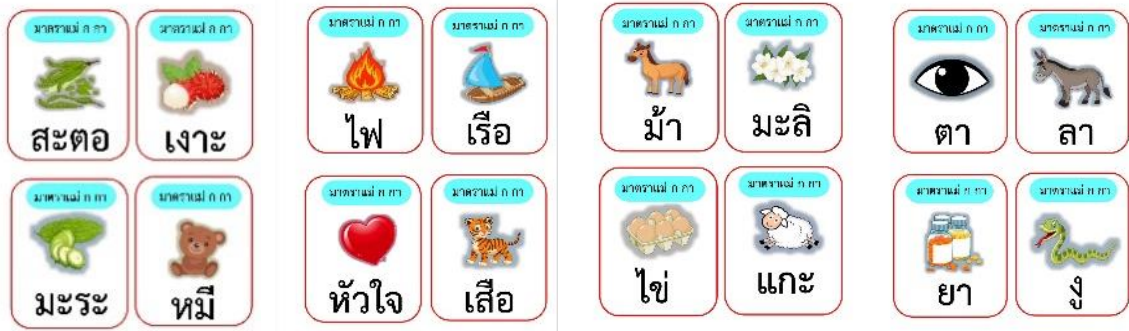 มาตราแม่ ก กา มาตราแม่ ก กา มาตราแม่ ก กา มาตราแม่ ก กา มาตราแม่ ก กา มาตราแม่ ก กา มาตราแม่ ก กา มาตราแม่ ก กา
สะตอ เงาะ ไฟ เรือ ม้า มะลิ ตา ลา
มาตราแม่ ก กา มาตราแม่ ก กา มาตราแม่ ก กา มาตราแม่ ก กา มาตราแม่ ก กา มาตราแม่ ก กา มาตราแม่ ก กา มาตราแม่ ก กา
มะระ หมี หัวใจ เสือ ไข่ แกะ ยา งู